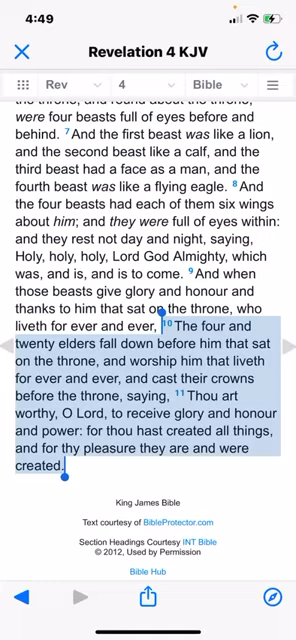 4:49
Revelation 4 KJV
Rev 4 Bible
the throne, and round about the throne,
were four beasts full of eyes before and
behind. 7 And the first beast was like a lion,
and the second beast like a calf, and the
third beast had a face as a man, and the
fourth beast was like a flying eagle. 8 And
the four beasts had each of them six wings
about him; and they were full of eyes within:
and they rest not day and night, saying,
Holy, holy, holy, Lord God Almighty, which
was, and is, and is to come. 9 And when
those beasts give glory and honour and
thanks to him that sat on the throne, who
liveth for ever and ever, 10 The four and
twenty elders fall down before him that sat
on the throne, and worship him that liveth
for ever and ever, and cast their crowns
before the throne, saying, 11 Thou art
worthy, O Lord, to receive glory and honour
and power: for thou hast created all things,
and for thy pleasure they are and were
created.
King James Bible
Text courtesy of BibleProtector.com
Section Headings Courtesy INT Bible
© 2012, Used by Permission
Bible Hub